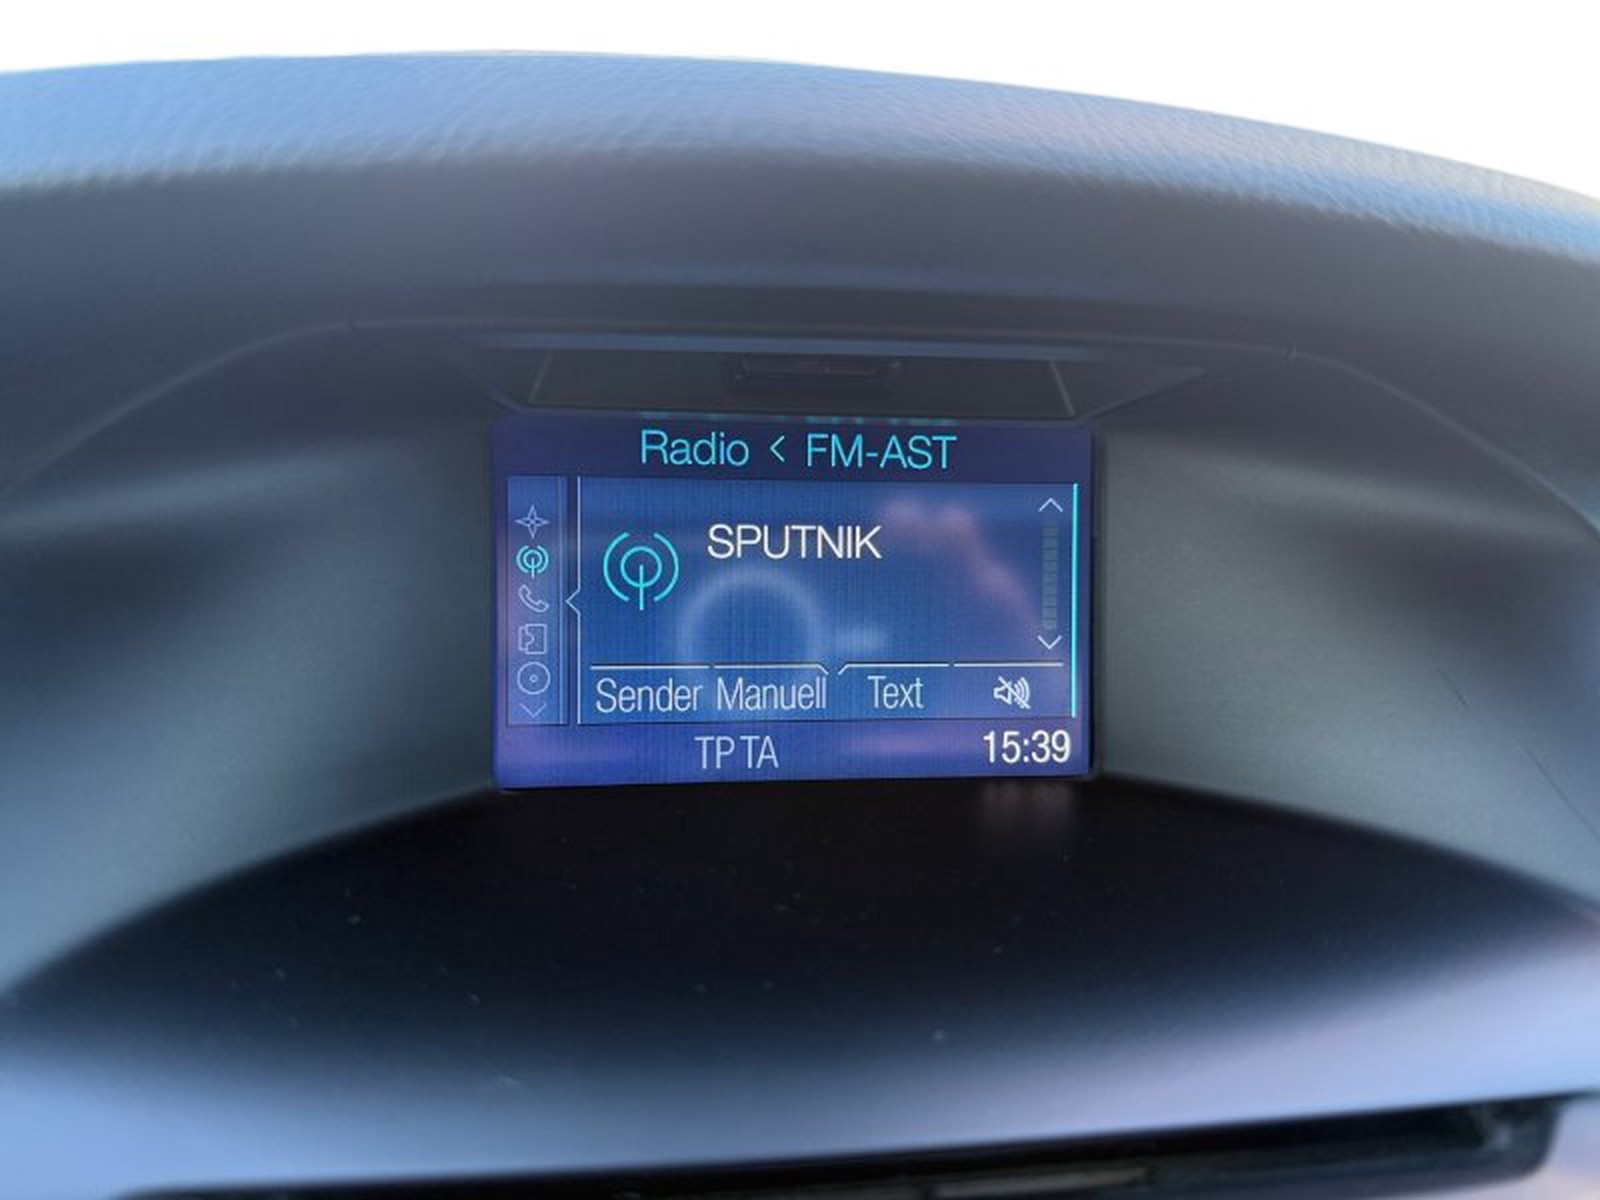 Radio < FM-AST
SPUTNIK
Sender Manuell Text
TP TA 15:39